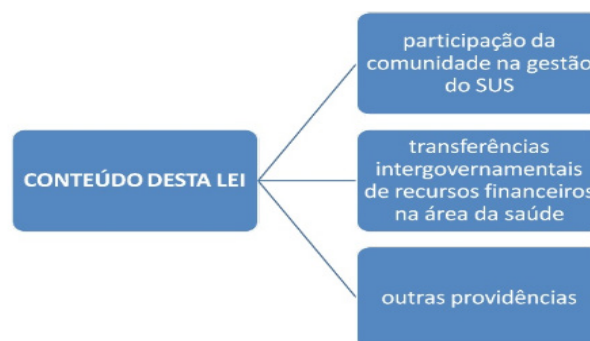 participação da
comunidade na gestão
do SUS
CONTEÚDO DESTA LEI
transferências
intergovernamentais
de recursos financeiros
na área da saúde
outras providências